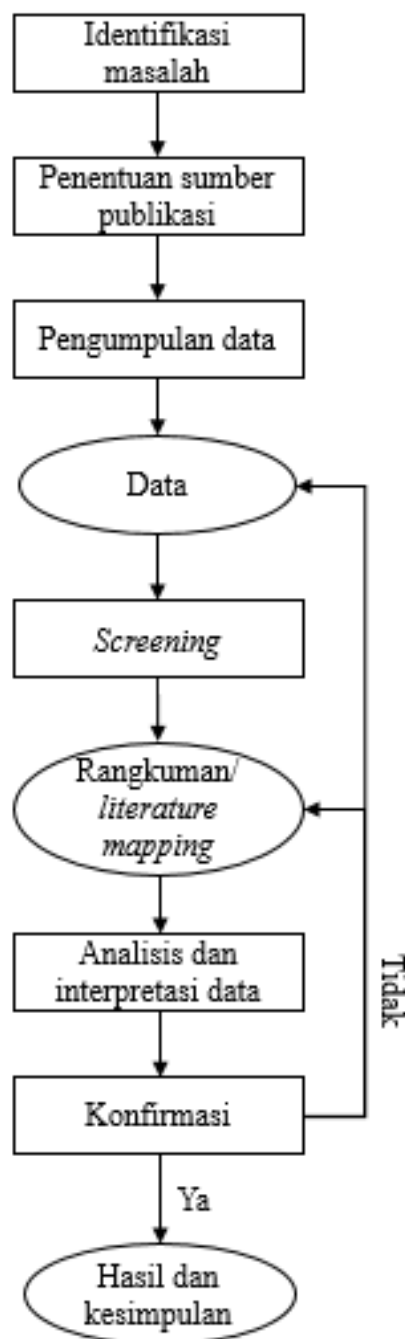 Identifikasi
masalah
Penentuan sumber
publikasi
Pengumpulan data
Data
Screening
Rangkuman/
literature
mapping
Analisis dan
interpretasi data
Tidak
Konfirmasi
Ya
Hasil dan
kesimpulan